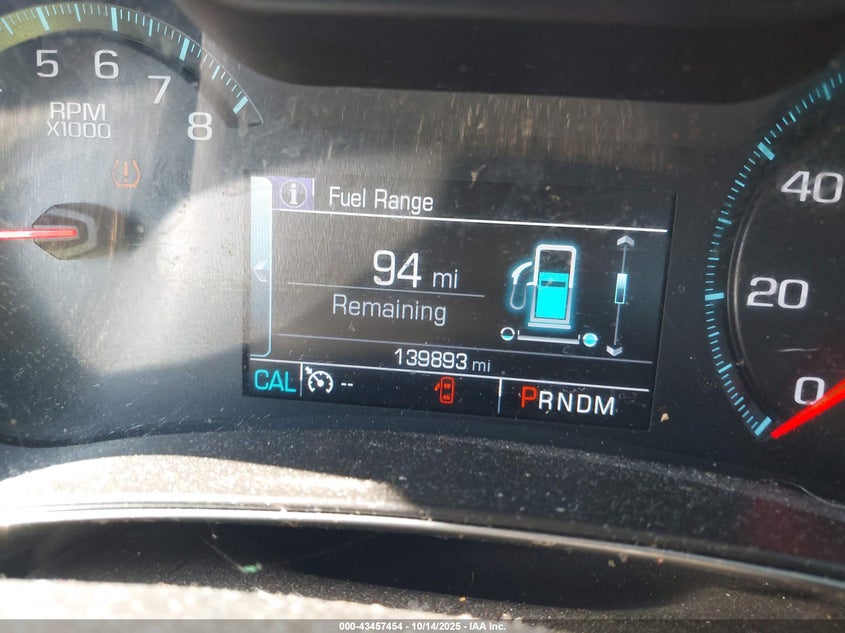 5 6 7 8
RPM
X1000
i Fuel Range
94 mi
Remaining
139893 mi
CAL -- PRNDM
40
20
0
000-43457454 - 10/14/2025 - IAA Inc.